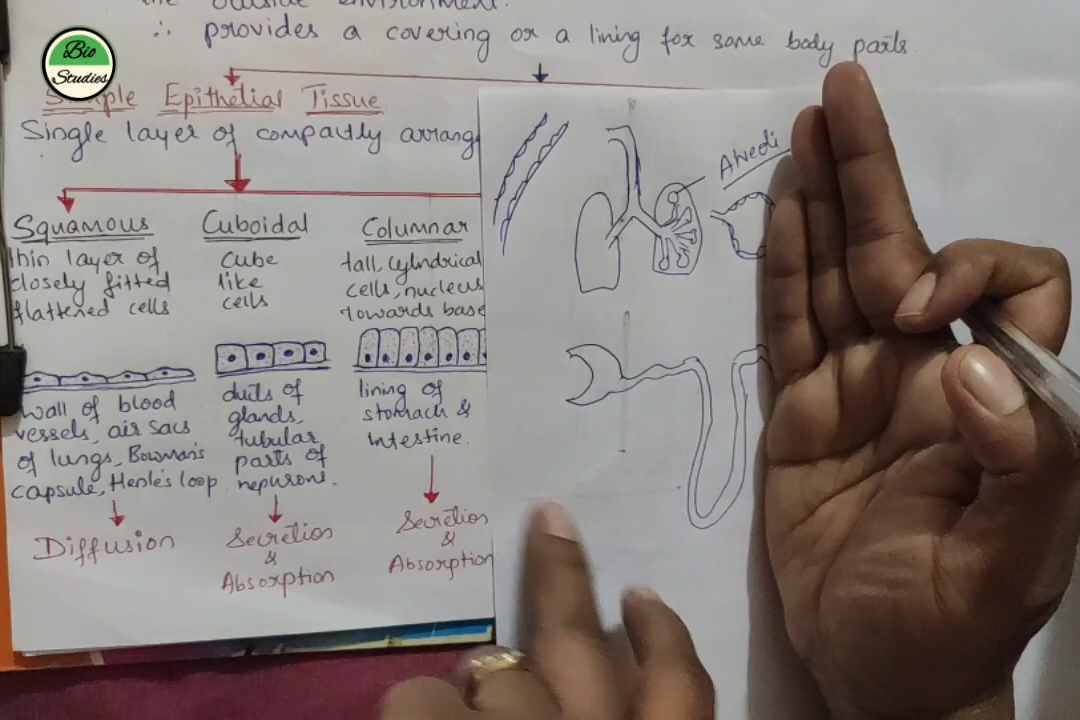 the outside environment.
∴ provides a covering or a lining for some body parts
Bio
Studies
Simple Epithelial Tissue
Single layer of compactly arrang
Squamous
thin layer of
closely fitted
flattened cells
wall of blood
vessels, air sacs
of lungs, Bowman's
capsule, Henle's loop
Diffusion
Cuboidal
Cube
like
cells
ducts of
glands,
tubular
parts of
nephrons.
Secretion
&
Absorption
Columnar
tall, cylindrical
cells, nucleus
towards base
lining of
stomach &
Intestine.
Secretion
&
Absorption
Alveoli